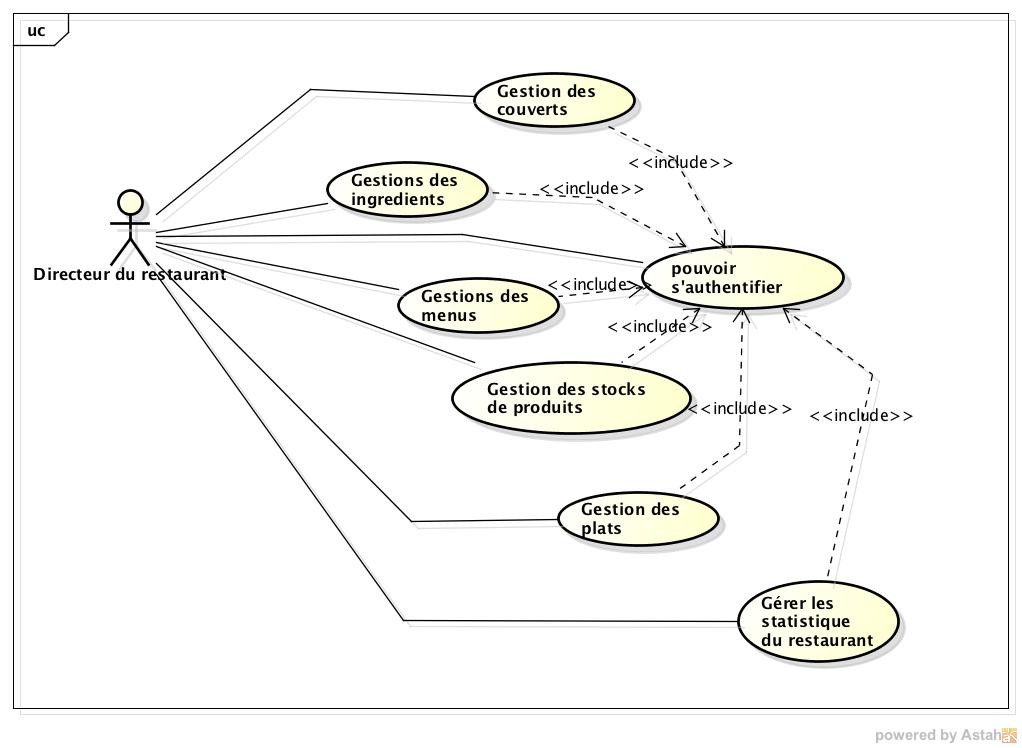 uc
Gestion des
couverts
<<include>>
Gestions des
ingredients
<<include>>
pouvoir
s'authentifier
Directeur du restaurant
Gestions des
menus
<<include>>
<<include>>
Gestion des stocks
de produits
<<include>>
<<include>>
Gestion des
plats
Gérer les
statistique
du restaurant
powered by Astah